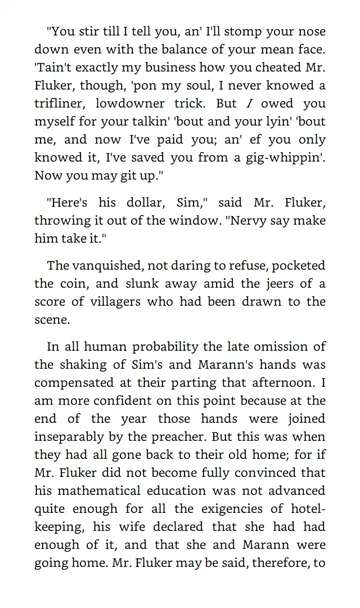 "You stir till I tell you, an' I'll stomp your nose
down even with the balance of your mean face.
'Tain't exactly my business how you cheated Mr.
Fluker, though, 'pon my soul, I never knowed a
trifliner, lowdowner trick. But I owed you
myself for your talkin' 'bout and your lyin' 'bout
me, and now I've paid you; an' ef you only
knowed it, I've saved you from a gig-whippin'.
Now you may git up."
"Here's his dollar, Sim," said Mr. Fluker,
throwing it out of the window. "Nervy say make
him take it."
The vanquished, not daring to refuse, pocketed
the coin, and slunk away amid the jeers of a
score of villagers who had been drawn to the
scene.
In all human probability the late omission of
the shaking of Sim's and Marann's hands was
compensated at their parting that afternoon. I
am more confident on this point because at the
end of the year those hands were joined
inseparably by the preacher. But this was when
they had all gone back to their old home; for if
Mr. Fluker did not become fully convinced that
his mathematical education was not advanced
quite enough for all the exigencies of hotel-
keeping, his wife declared that she had had
enough of it, and that she and Marann were
going home. Mr. Fluker may be said, therefore, to